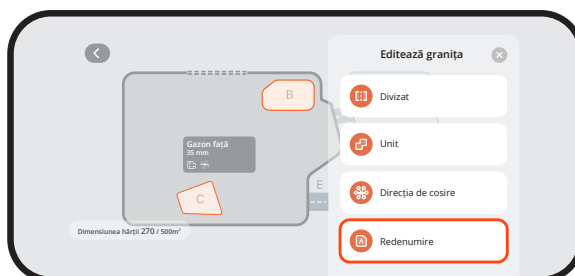 Editează granița
B
Divizat
Gazon față
35 mm
Unit
E
C
Direcția de cosire
Dimensiunea hărții 270 / 500m²
Redenumire